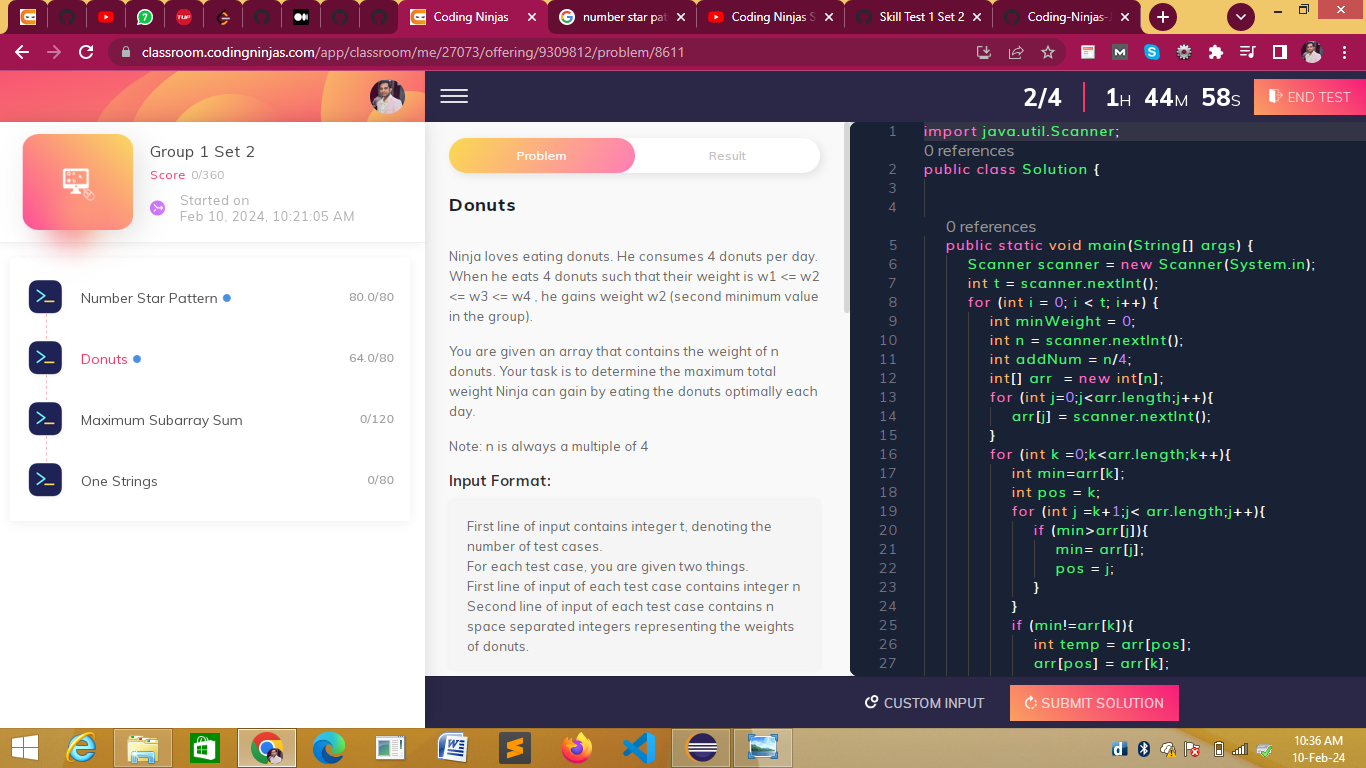 Coding Ninjas
number star pat
Coding Ninjas S
Skill Test 1 Set 2
Coding-Ninjas-J
classroom.codingninjas.com/app/classroom/me/27073/offering/9309812/problem/8611
2/4
1H 44M 58S
END TEST
Group 1 Set 2
Score 0/360
Started on
Feb 10, 2024, 10:21:05 AM
Number Star Pattern
80.0/80
Donuts
64.0/80
Maximum Subarray Sum
0/120
One Strings
0/80
Problem
Result
Donuts
Ninja loves eating donuts. He consumes 4 donuts per day.
When he eats 4 donuts such that their weight is w1 <= w2
<= w3 <= w4 , he gains weight w2 (second minimum value
in the group).
You are given an array that contains the weight of n
donuts. Your task is to determine the maximum total
weight Ninja can gain by eating the donuts optimally each
day.
Note: n is always a multiple of 4
Input Format:
First line of input contains integer t, denoting the
number of test cases.
For each test case, you are given two things.
First line of input of each test case contains integer n
Second line of input of each test case contains n
space separated integers representing the weights
of donuts.
1 import java.util.Scanner;
0 references
2 public class Solution {
3
4
0 references
5 public static void main(String[] args) {
6 Scanner scanner = new Scanner(System.in);
7 int t = scanner.nextInt();
8 for (int i = 0; i < t; i++) {
9 int minWeight = 0;
10 int n = scanner.nextInt();
11 int addNum = n/4;
12 int[] arr = new int[n];
13 for (int j=0;j<arr.length;j++){
14 arr[j] = scanner.nextInt();
15 }
16 for (int k =0;k<arr.length;k++){
17 int min=arr[k];
18 int pos = k;
19 for (int j =k+1;j< arr.length;j++){
20 if (min>arr[j]){
21 min= arr[j];
22 pos = j;
23 }
24 }
25 if (min!=arr[k]){
26 int temp = arr[pos];
27 arr[pos] = arr[k];
CUSTOM INPUT
SUBMIT SOLUTION
10:36 AM
10-Feb-24